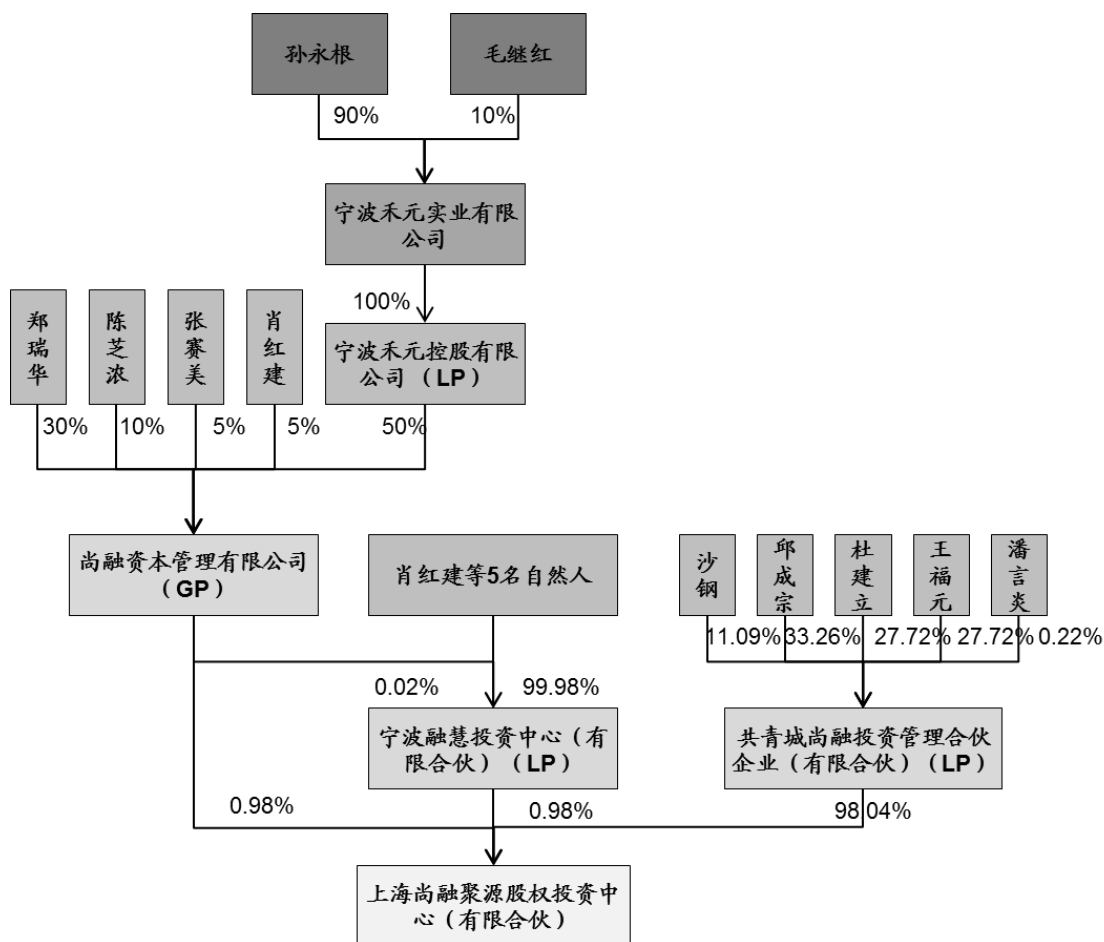 孙永根
毛继红
90%
10%
宁波禾元实业有限
公司
100%
郑瑞华
陈芝浓
张赛美
肖红建
宁波禾元控股有限
公司（LP）
30%
10%
5%
5%
50%
尚融资本管理有限公司
（GP）
肖红建等5名自然人
沙钢
邱成宗
杜建立
王福元
潘言炎
11.09%
33.26%
27.72%
27.72%
0.22%
0.02%
99.98%
宁波融慧投资中心（有
限合伙）（LP）
共青城尚融投资管理合伙
企业（有限合伙）（LP）
0.98%
0.98%
98.04%
上海尚融聚源股权投资中
心（有限合伙）